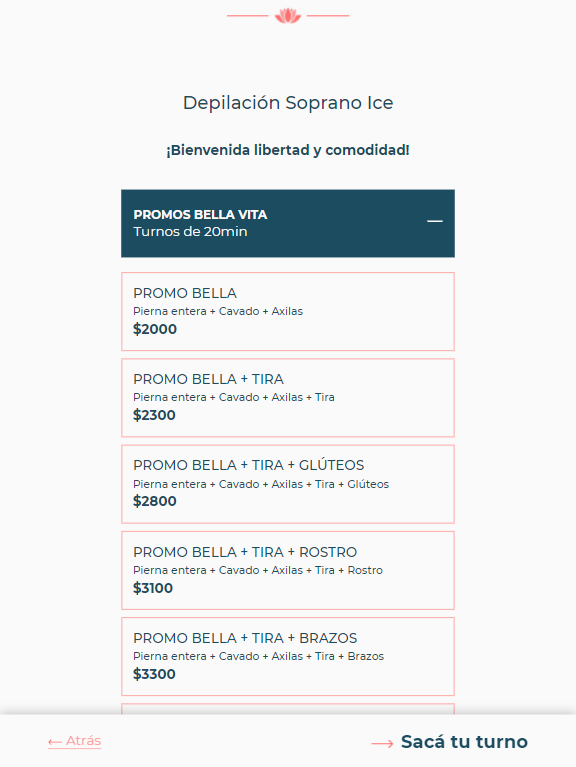 Depilación Soprano Ice
¡Bienvenida libertad y comodidad!
PROMOS BELLA VITA
Turnos de 20min
PROMO BELLA
Pierna entera + Cavado + Axilas
$2000
PROMO BELLA + TIRA
Pierna entera + Cavado + Axilas + Tira
$2300
PROMO BELLA + TIRA + GLÚTEOS
Pierna entera + Cavado + Axilas + Tira + Glúteos
$2800
PROMO BELLA + TIRA + ROSTRO
Pierna entera + Cavado + Axilas + Tira + Rostro
$3100
PROMO BELLA + TIRA + BRAZOS
Pierna entera + Cavado + Axilas + Tira + Brazos
$3300
← Atrás
→ Sacá tu turno